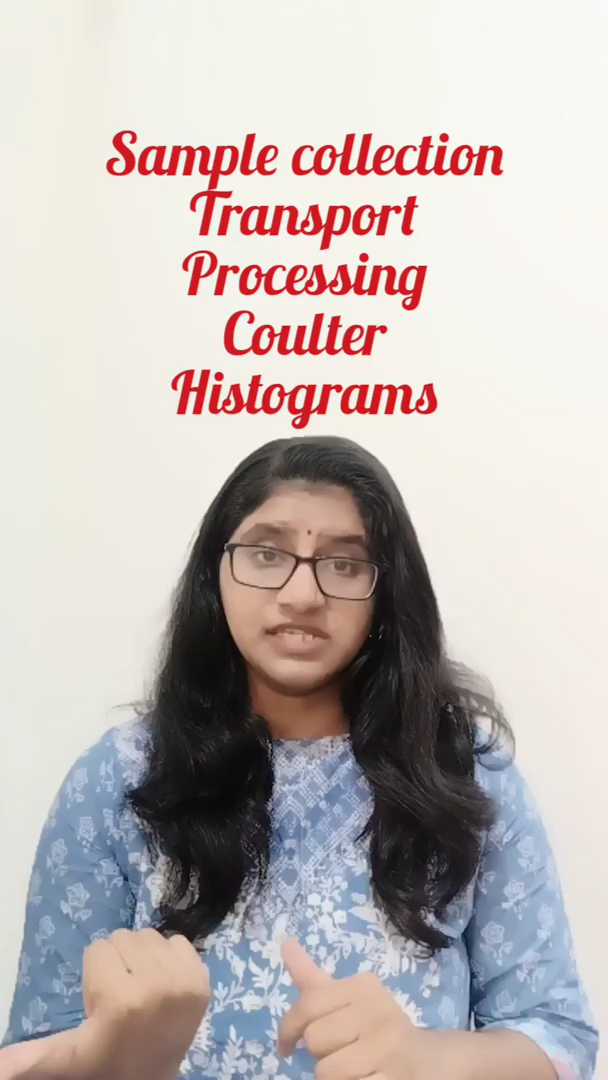 Sample collection
Transport
Processing
Coulter
Histograms